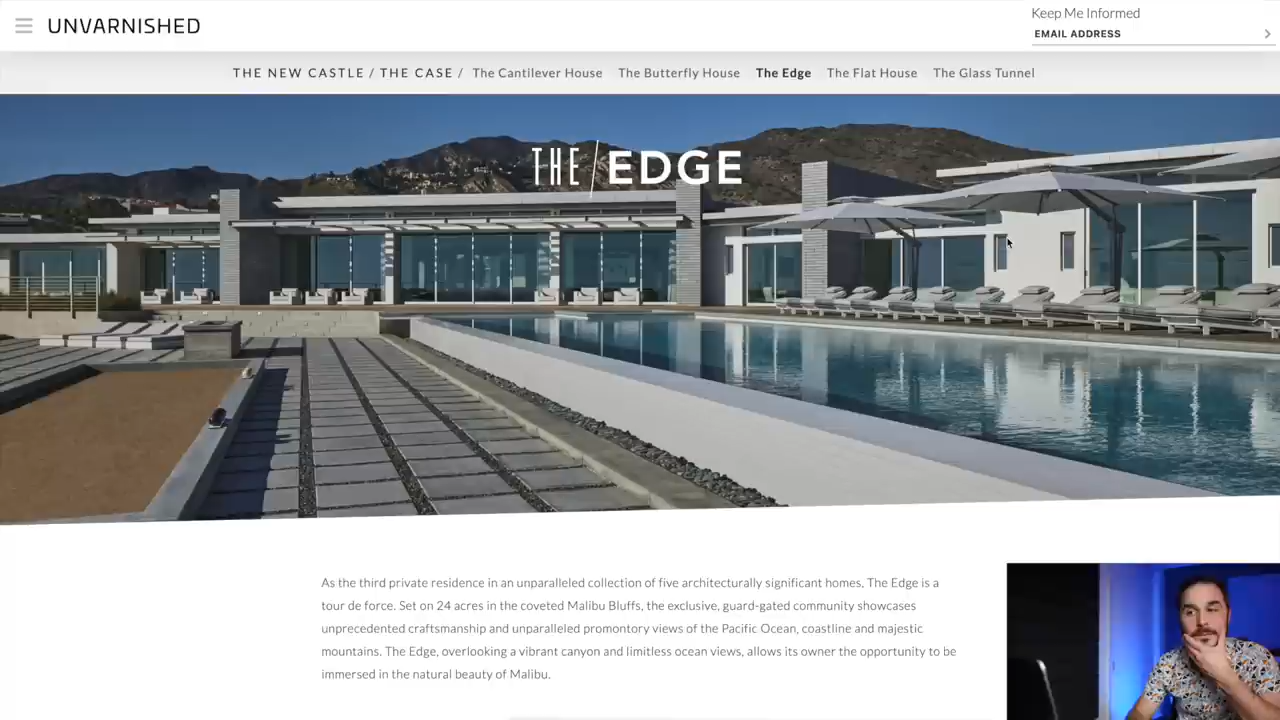 UNVARNISHED
Keep Me Informed
EMAIL ADDRESS
THE NEW CASTLE / THE CASE / The Cantilever House The Butterfly House The Edge The Flat House The Glass Tunnel
THE / EDGE
As the third private residence in an unparalleled collection of five architecturally significant homes, The Edge is a
tour de force. Set on 24 acres in the coveted Malibu Bluffs, the exclusive, guard-gated community showcases
unprecedented craftsmanship and unparalleled promontory views of the Pacific Ocean, coastline and majestic
mountains. The Edge, overlooking a vibrant canyon and limitless ocean views, allows its owner the opportunity to be
immersed in the natural beauty of Malibu.